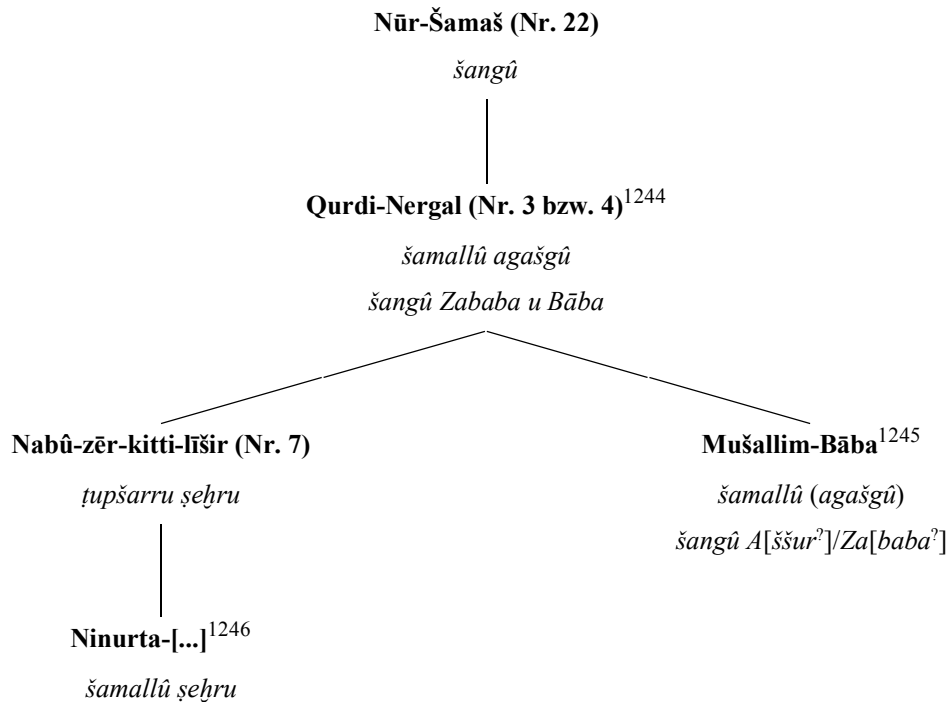 Nūr-Šamaš (Nr. 22)
šangû
Qurdi-Nergal (Nr. 3 bzw. 4)1244
šamallû agašgû
šangû Zababa u Bāba
Nabû-zēr-kitti-līšir (Nr. 7)
ṭupšarru ṣeḫru
Mušallim-Bāba1245
šamallû (agašgû)
šangû A[ššur?]/Za[baba?]
Ninurta-[...]1246
šamallû ṣeḫru